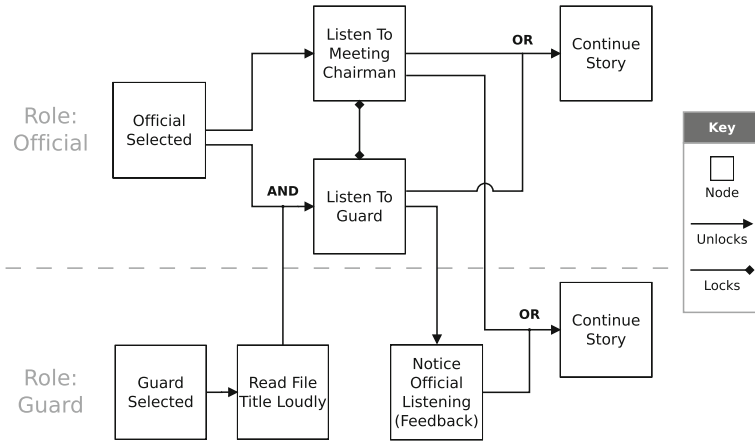 Role:
Official
Official
Selected
Listen To
Meeting
Chairman
OR
Continue
Story
AND
Listen To
Guard
Key
Node
Unlocks
Locks
Role:
Guard
Guard
Selected
Read File
Title Loudly
Notice
Official
Listening
(Feedback)
OR
Continue
Story